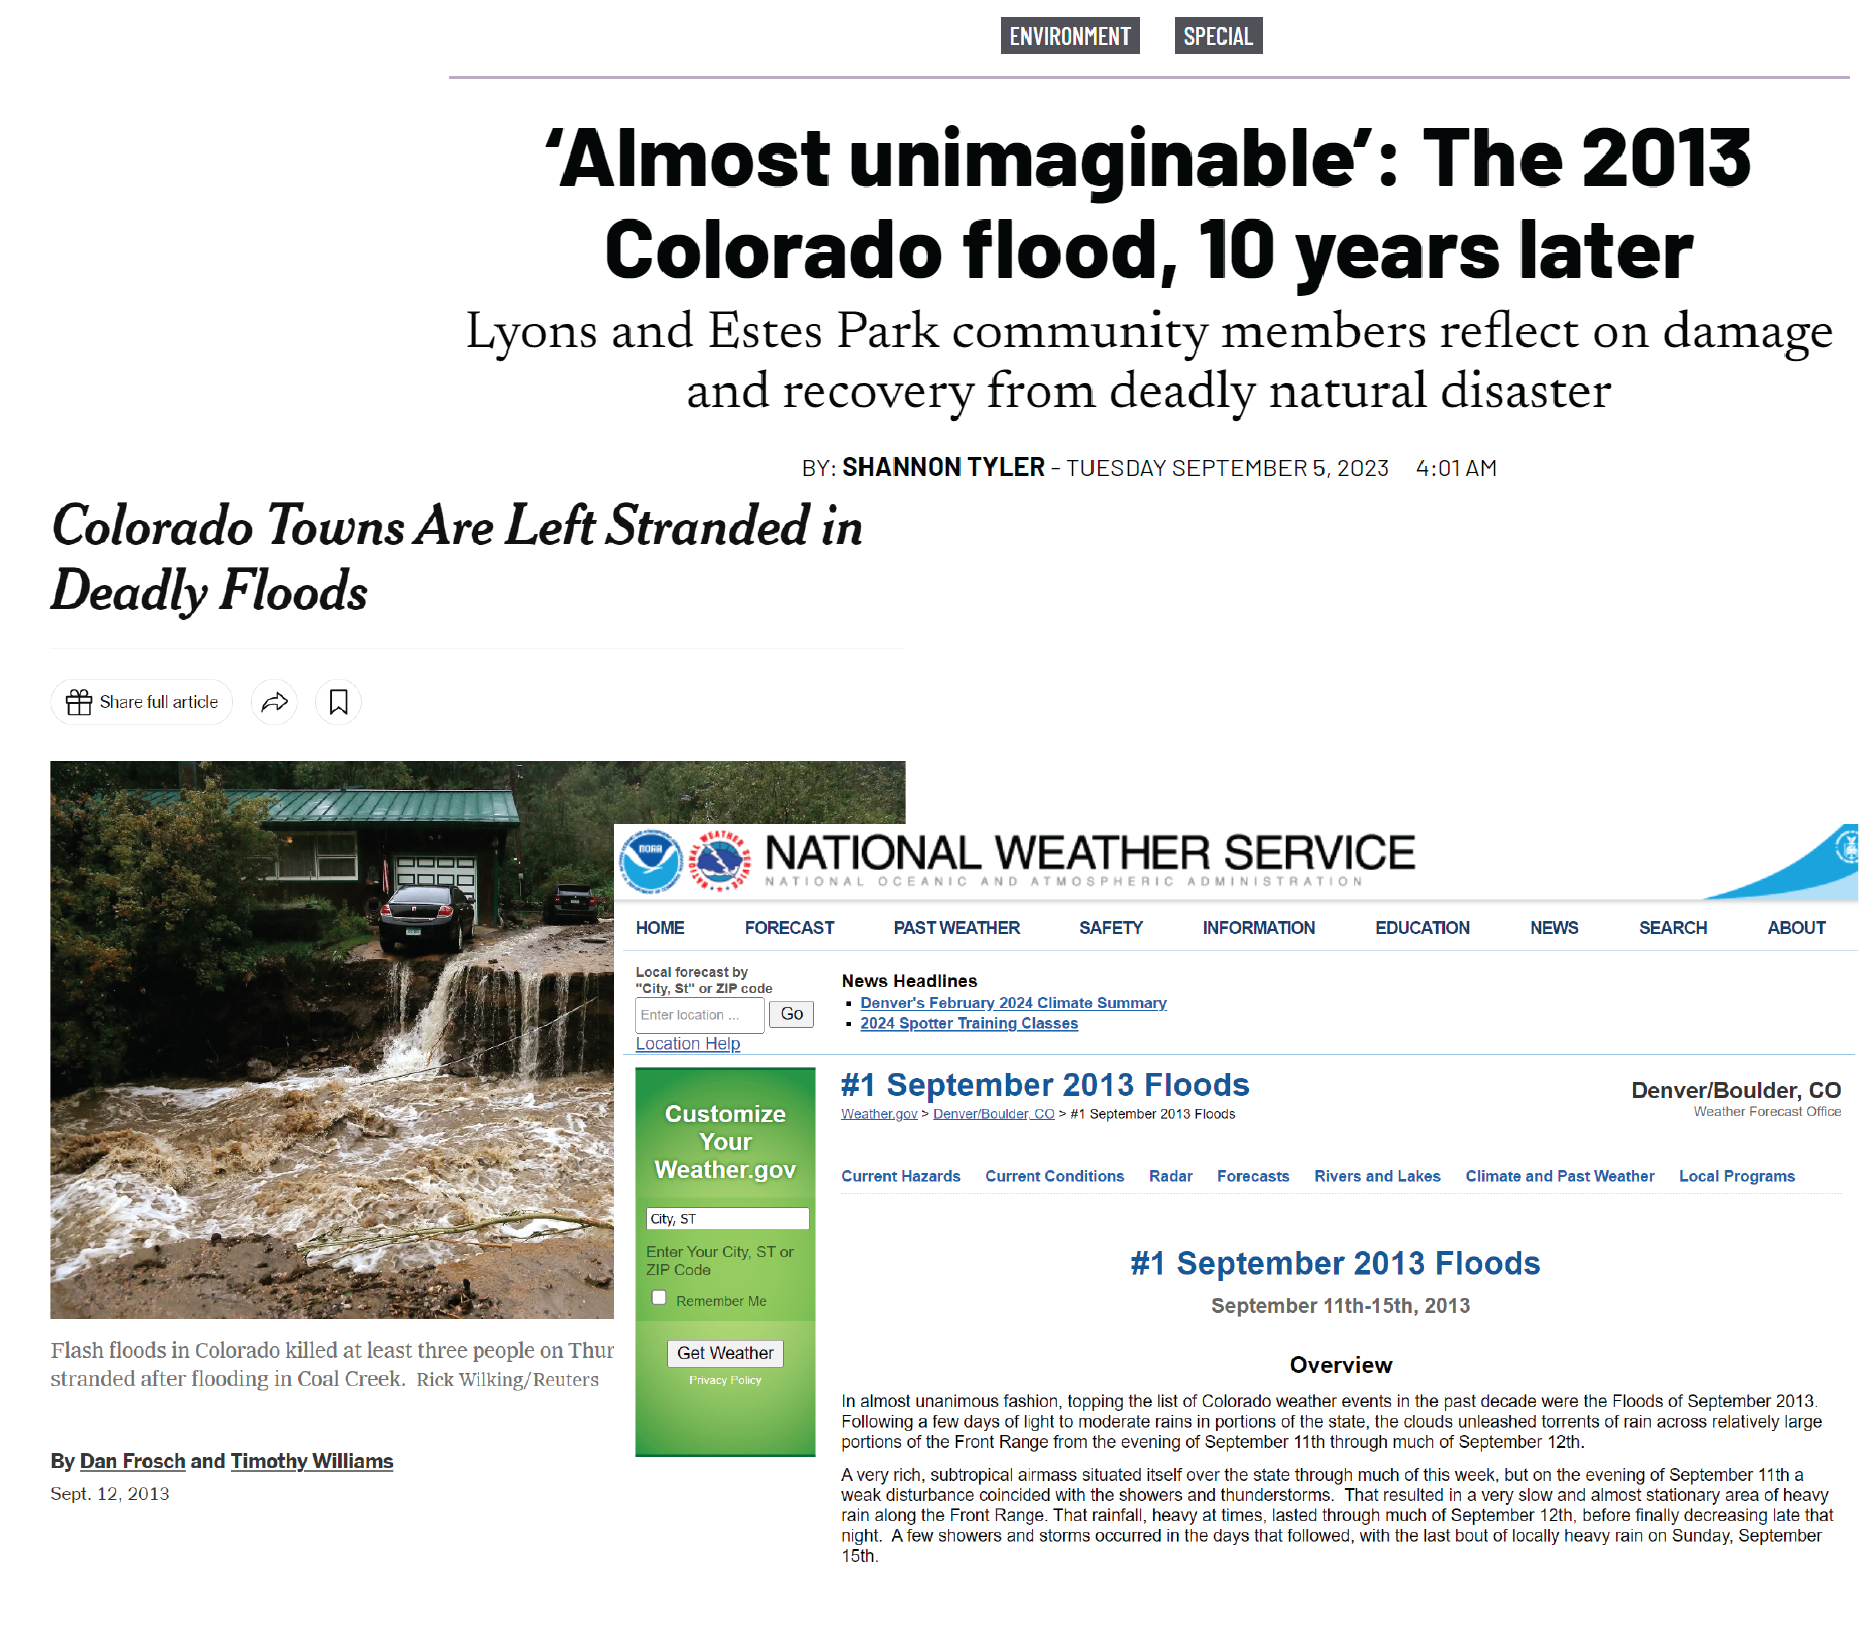 ENVIRONMENT SPECIAL
‘Almost unimaginable’: The 2013
Colorado flood, 10 years later
Lyons and Estes Park community members reflect on damage
and recovery from deadly natural disaster
BY: SHANNON TYLER - TUESDAY SEPTEMBER 5, 2023 4:01 AM
Colorado Towns Are Left Stranded in
Deadly Floods
Share full article
Flash floods in Colorado killed at least three people on Thur
stranded after flooding in Coal Creek. Rick Wilking/Reuters
By Dan Frosch and Timothy Williams
Sept. 12, 2013
NOAA
NATIONAL WEATHER SERVICE
NATIONAL OCEANIC AND ATMOSPHERIC ADMINISTRATION
HOME FORECAST PAST WEATHER SAFETY INFORMATION EDUCATION NEWS SEARCH ABOUT
Local forecast by
"City, St" or ZIP code
Enter location ... Go
Location Help
News Headlines
Denver's February 2024 Climate Summary
2024 Spotter Training Classes
Customize
Your
Weather.gov
City, ST
Enter Your City, ST or
ZIP Code
Remember Me
Get Weather
Privacy Policy
#1 September 2013 Floods
Weather.gov > Denver/Boulder, CO > #1 September 2013 Floods
Denver/Boulder, CO
Weather Forecast Office
Current Hazards Current Conditions Radar Forecasts Rivers and Lakes Climate and Past Weather Local Programs
#1 September 2013 Floods
September 11th-15th, 2013
Overview
In almost unanimous fashion, topping the list of Colorado weather events in the past decade were the Floods of September 2013.
Following a few days of light to moderate rains in portions of the state, the clouds unleashed torrents of rain across relatively large
portions of the Front Range from the evening of September 11th through much of September 12th.
A very rich, subtropical airmass situated itself over the state through much of this week, but on the evening of September 11th a
weak disturbance coincided with the showers and thunderstorms. That resulted in a very slow and almost stationary area of heavy
rain along the Front Range. That rainfall, heavy at times, lasted through much of September 12th, before finally decreasing late that
night. A few showers and storms occurred in the days that followed, with the last bout of locally heavy rain on Sunday, September
15th.